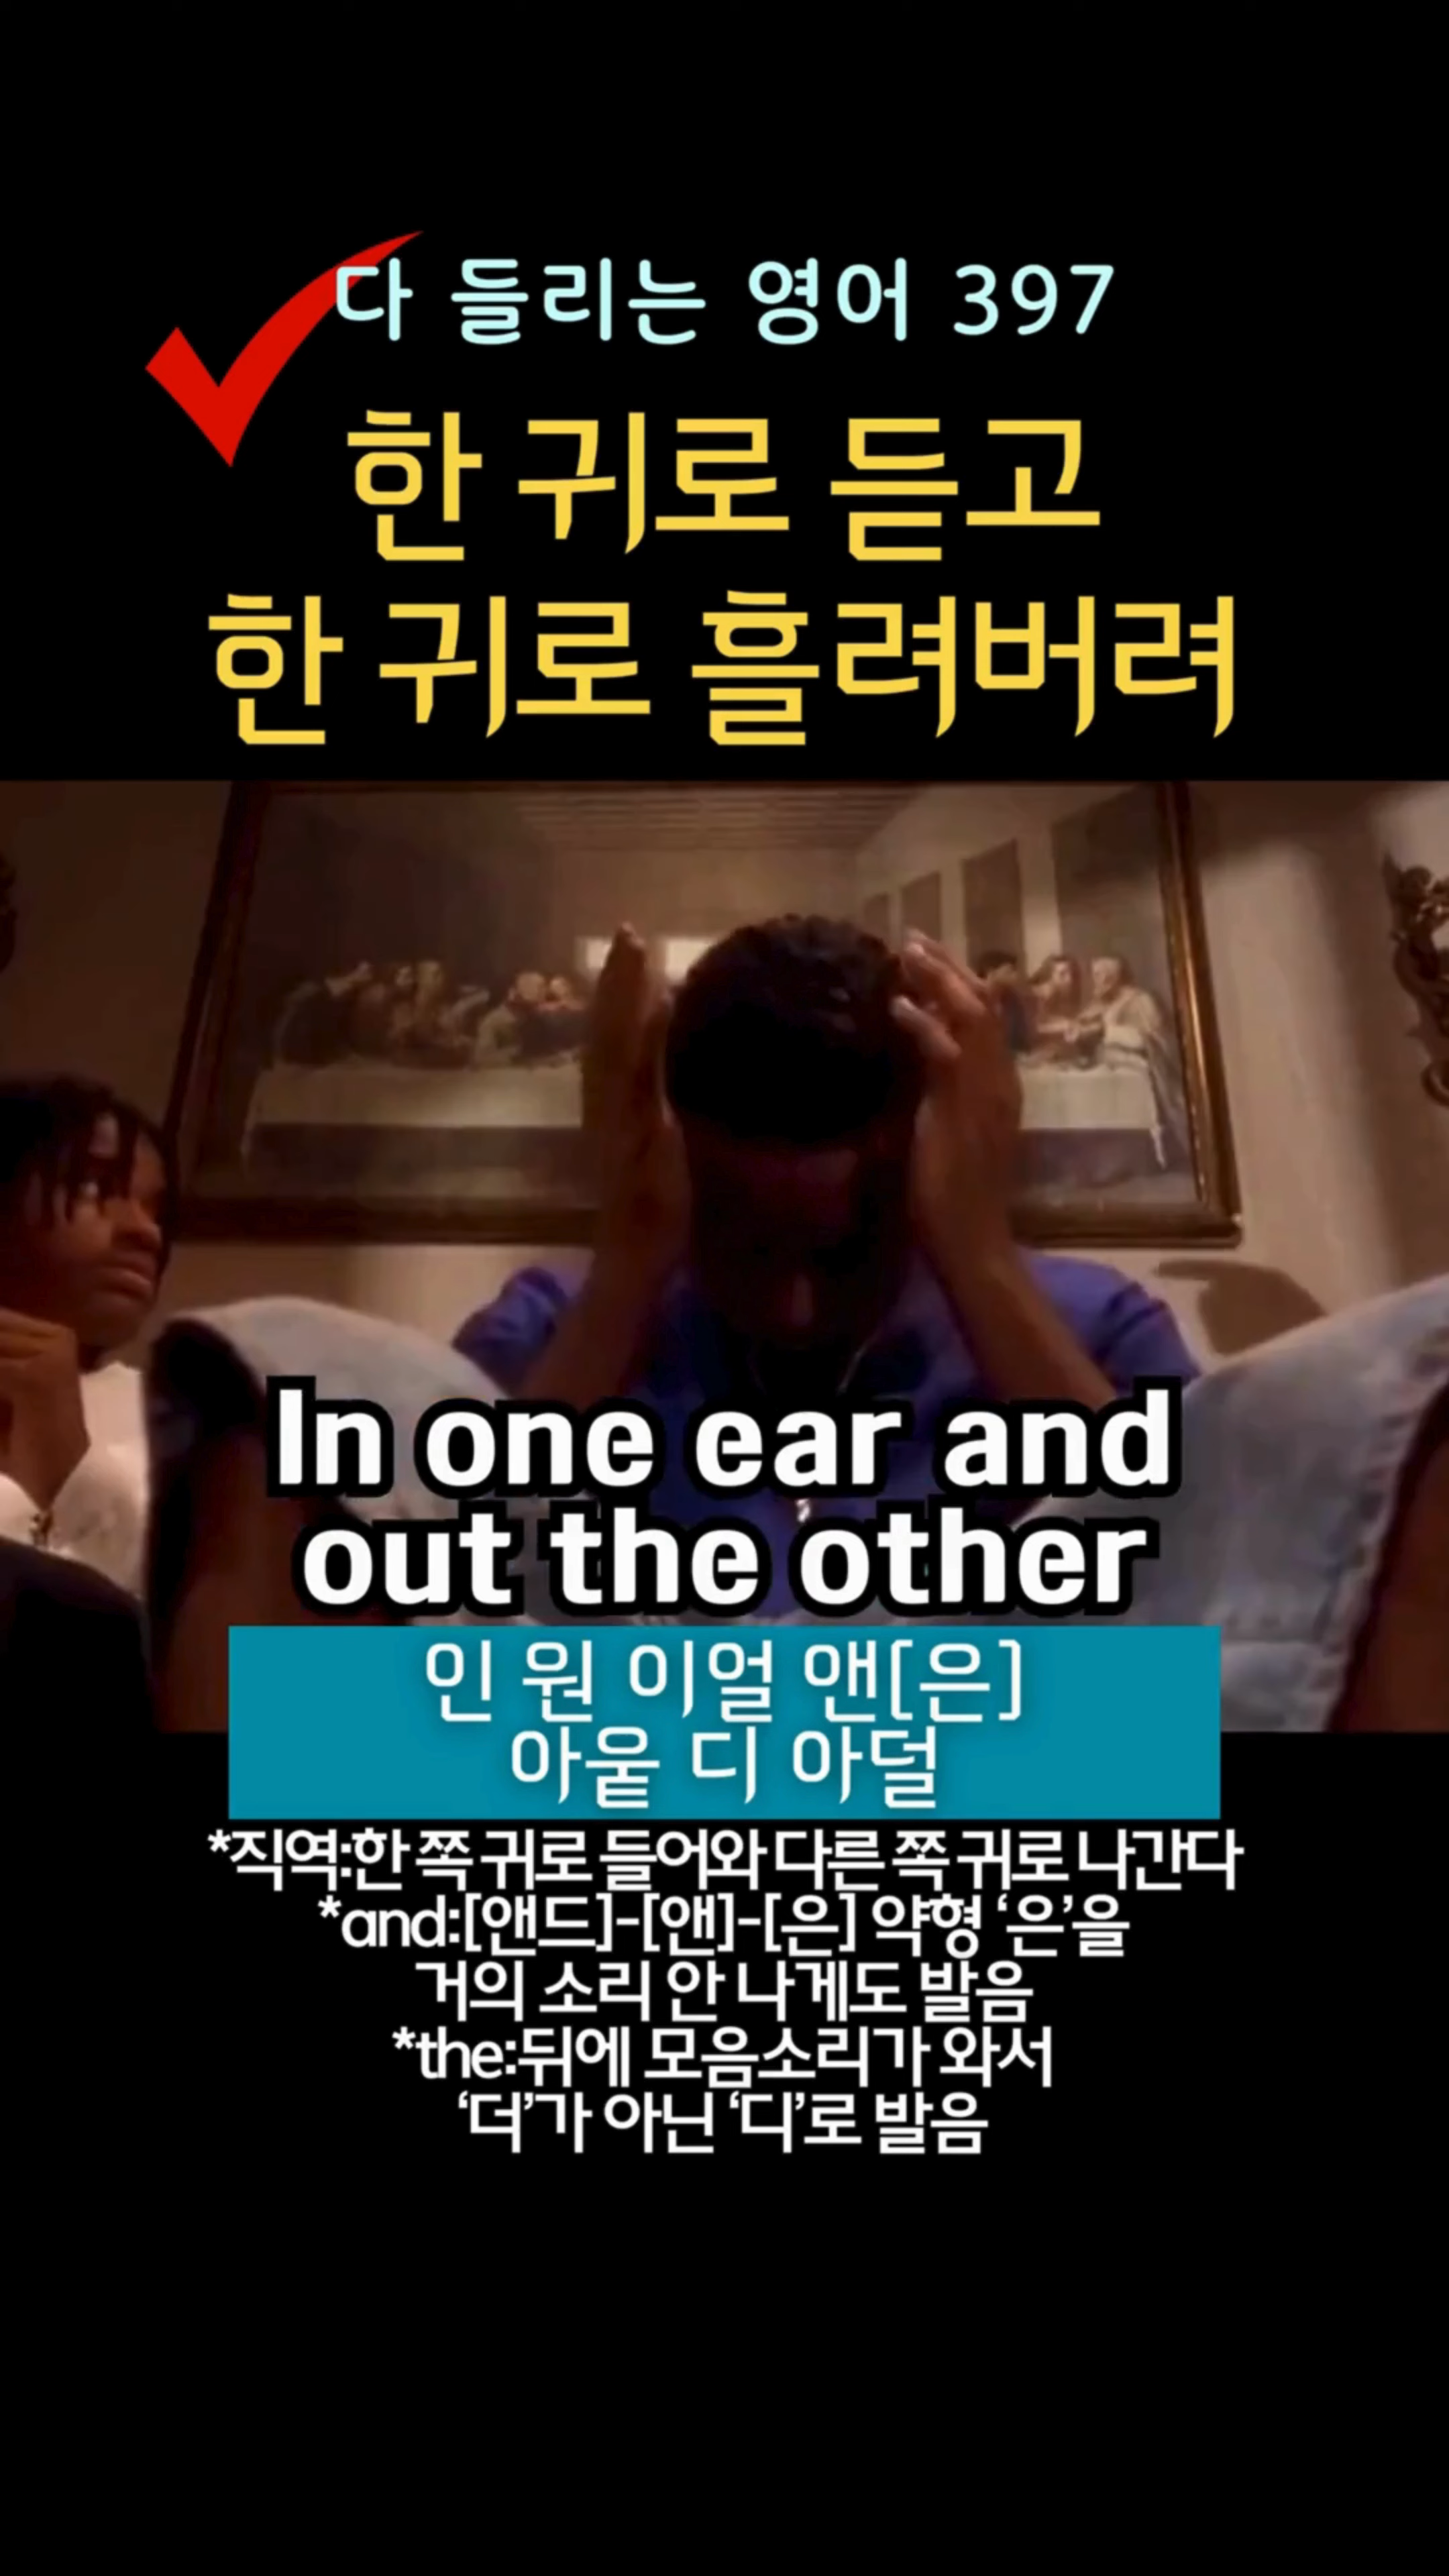 다 들리는 영어 397
한 귀로 듣고
한 귀로 흘려버려
In one ear and
out the other
인 원 이얼 앤[은]
아웉 디 아덜
*직역:한 쪽 귀로 들어와 다른 쪽 귀로 나간다
*and:[앤드]-[앤]-[은] 약형 ‘은’을
거의 소리 안 나게도 발음
*the:뒤에 모음소리가 와서
‘더’가 아닌 ‘디’로 발음